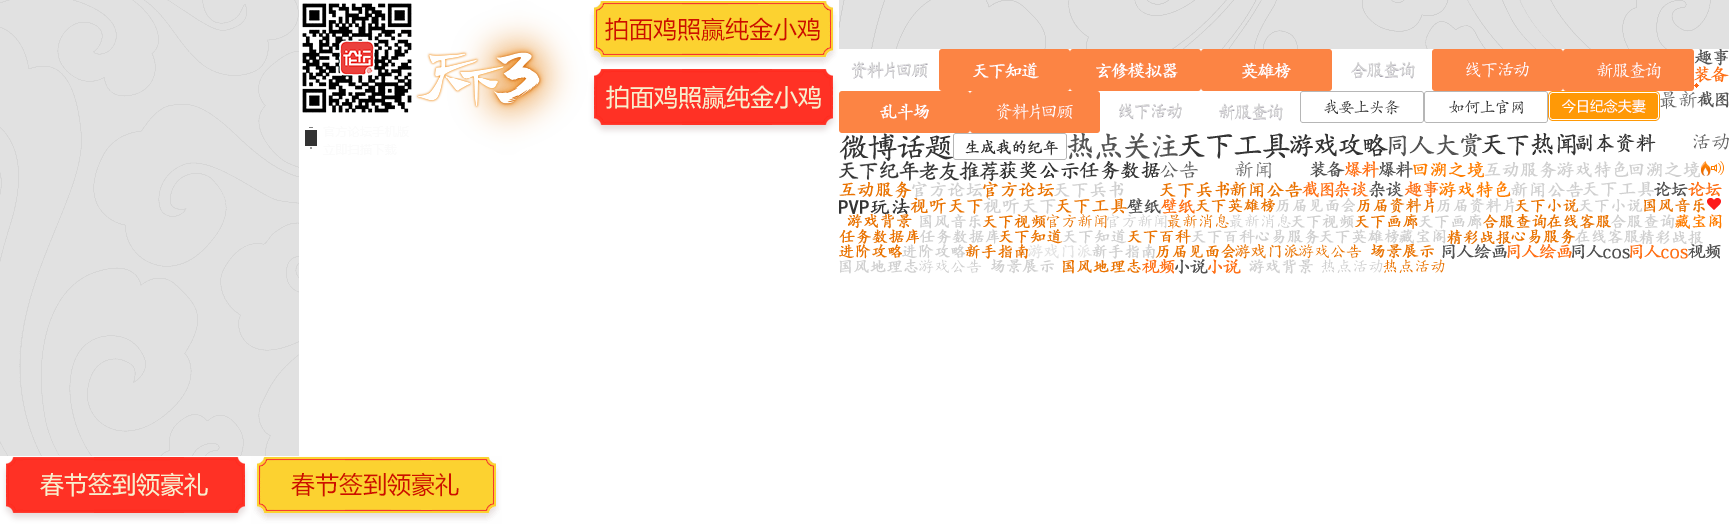 论坛
天下3
拍面鸡照赢纯金小鸡
拍面鸡照赢纯金小鸡
资料片回顾 天下知道 玄修模拟器 英雄榜 合服查询 线下活动 新服查询 趣事
装备
乱斗场 资料片回顾 线下活动 新服查询 我要上头条 如何上官网 今日纪念夫妻 最新截图
微博话题 生成我的纪年 热点关注天下工具游戏攻略同人大赏天下热闻副本资料 活动
天下纪年老友推荐获奖公示任务数据公告 新闻 装备爆料爆料回溯之境互动服务游戏特色回溯之境
互动服务官方论坛官方论坛天下兵书 天下兵书新闻公告截图杂谈杂谈趣事游戏特色新闻公告天下工具论坛论坛
PVP玩法视听天下视听天下天下工具壁纸壁纸天下英雄榜历届见面会历届资料片历届资料片天下小说天下小说国风音乐
游戏背景 国风音乐天下视频官方新闻官方新闻最新消息最新消息天下视频天下画廊天下画廊合服查询在线客服合服查询藏宝阁
任务数据库任务数据库天下知道天下知道天下百科天下百科心易服务天下英雄榜藏宝阁精彩战报心易服务在线客服精彩战报
进阶攻略进阶攻略新手指南游戏门派新手指南历届见面会游戏门派游戏公告 场景展示 同人绘画同人绘画同人COS同人COS视频
国风地理志游戏公告 场景展示 国风地理志视频小说小说 游戏背景 热点活动热点活动
春节签到领豪礼 春节签到领豪礼